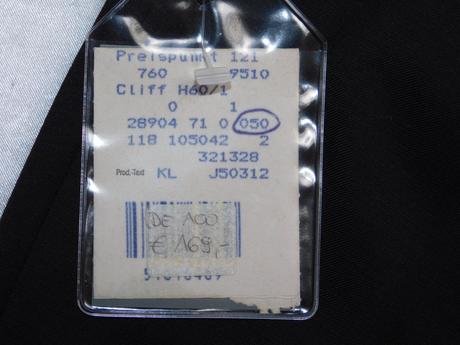 Preispunkt 121
760 9510
Cliff H60/1
0 1
28904 71 0 050
118 105042 2
321328
Prod.-Text KL J50312
DE 100
€ 169,-